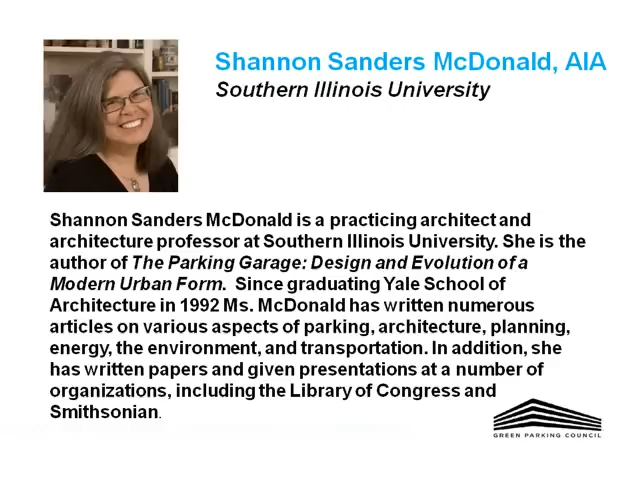 Shannon Sanders McDonald, AIA
Southern Illinois University
Shannon Sanders McDonald is a practicing architect and
architecture professor at Southern Illinois University. She is the
author of The Parking Garage: Design and Evolution of a
Modern Urban Form. Since graduating Yale School of
Architecture in 1992 Ms. McDonald has written numerous
articles on various aspects of parking, architecture, planning,
energy, the environment, and transportation. In addition, she
has written papers and given presentations at a number of
organizations, including the Library of Congress and
Smithsonian.
GREEN PARKING COUNCIL